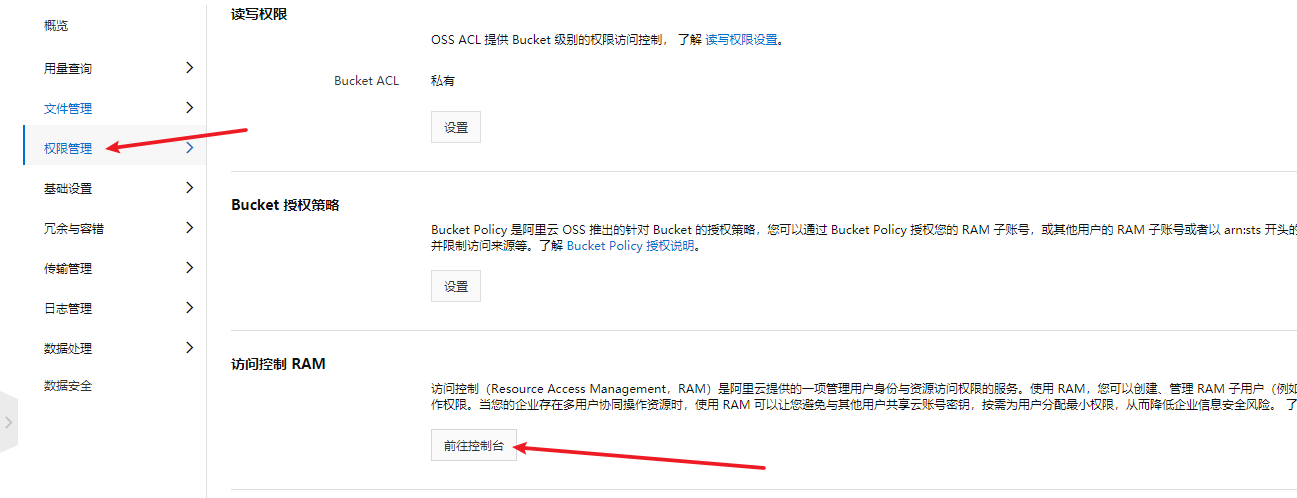 概览
用量查询
文件管理
权限管理
基础设置
冗余与容错
传输管理
日志管理
数据处理
数据安全
读写权限
OSS ACL 提供 Bucket 级别的权限访问控制， 了解 读写权限设置。
Bucket ACL 私有
设置
Bucket 授权策略
Bucket Policy 是阿里云 OSS 推出的针对 Bucket 的授权策略，您可以通过 Bucket Policy 授权您的 RAM 子账号，或其他用户的 RAM 子账号或者以 arn:sts 开头的
并限制访问来源等。了解 Bucket Policy 授权说明。
设置
访问控制 RAM
访问控制（Resource Access Management，RAM）是阿里云提供的一项管理用户身份与资源访问权限的服务。使用 RAM，您可以创建、管理 RAM 子用户（例如
作权限。当您的企业存在多用户协同操作资源时，使用 RAM 可以让您避免与其他用户共享云账号密钥，按需为用户分配最小权限，从而降低企业信息安全风险。 了
前往控制台